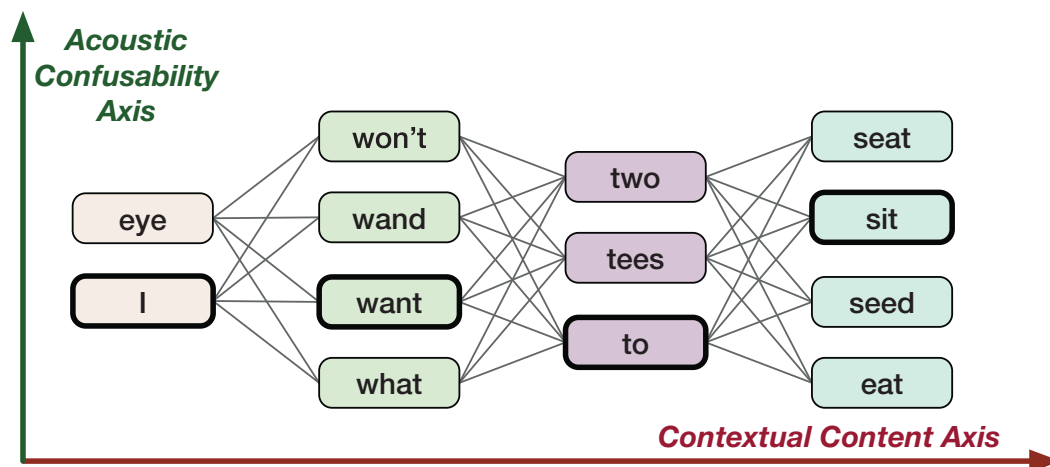 Acoustic
Confusability
Axis
eye
I
won't
wand
want
what
two
tees
to
seat
sit
seed
eat
Contextual Content Axis